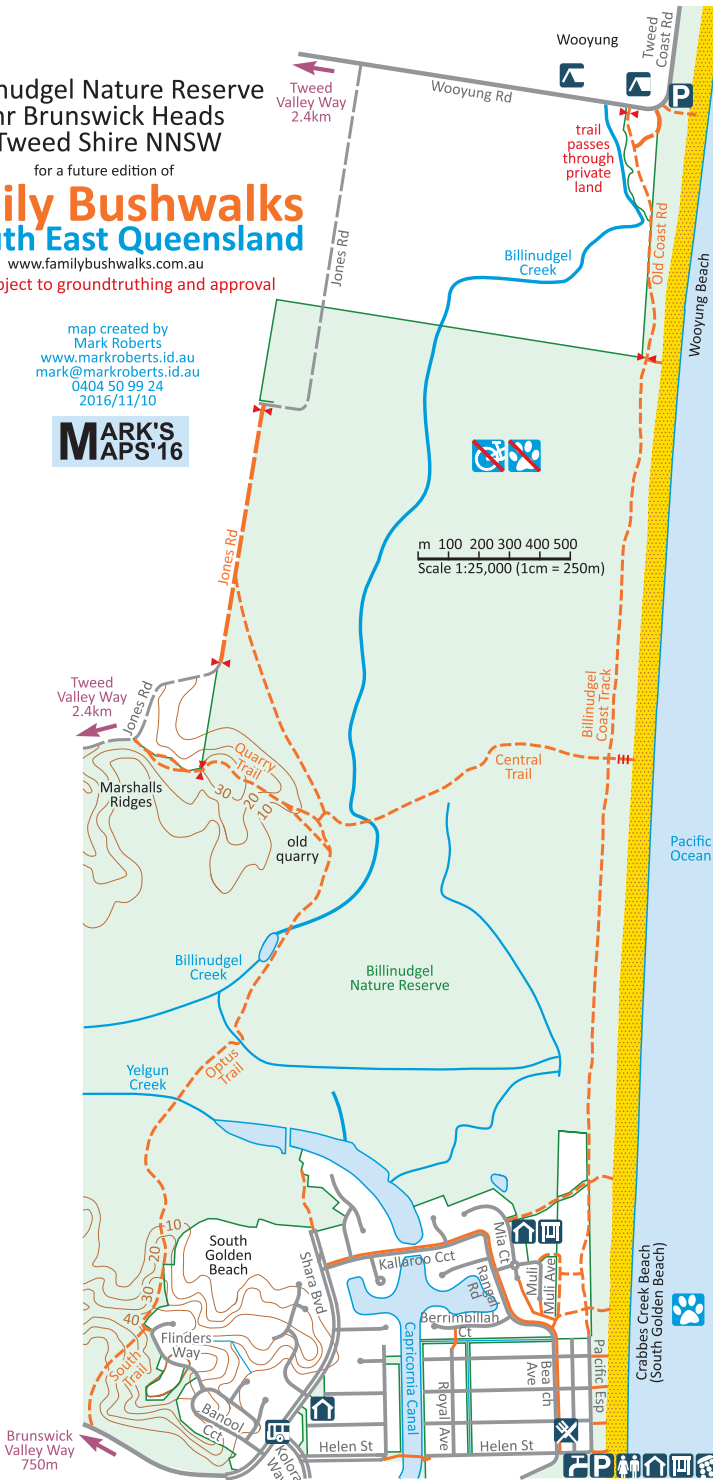 nudgel Nature Reserve
nr Brunswick Heads
Tweed Shire NNSW
for a future edition of
ily Bushwalks
uth East Queensland
www.familybushwalks.com.au
bject to groundtruthing and approval
map created by
Mark Roberts
www.markroberts.id.au
mark@markroberts.id.au
0404 50 99 24
2016/11/10
MARK'S
MAPS'16
Wooyung
Tweed
Coast Rd
P
Tweed
Valley Way
2.4km
Wooyung Rd
trail
passes
through
private
land
Jones Rd
Billinudgel
Creek
Old Coast Rd
Wooyung Beach
m 100 200 300 400 500
Scale 1:25,000 (1cm = 250m)
Jones Rd
Tweed
Valley Way
2.4km
Jones Rd
Billinudgel
Coast Track
Quarry
Trail
Central
Trail
Marshalls
Ridges
30
20
10
old
quarry
Pacific
Ocean
Billinudgel
Creek
Billinudgel
Nature Reserve
Optus
Trail
Yelgun
Creek
10
20
30
40
South
Golden
Beach
Shara Bvd
Kallaroo Cct
Mia Ct
Rangal
Rd
Muli
Muli Ave
Berrimbillah
Ct
Crabbes Creek Beach
(South Golden Beach)
Flinders
Way
South
Trail
Capricornia Canal
Royal Ave
Beach
Ave
Pacific Esp
Banool
Cct
Kolora
Way
Helen St
Helen St
Brunswick
Valley Way
750m
P